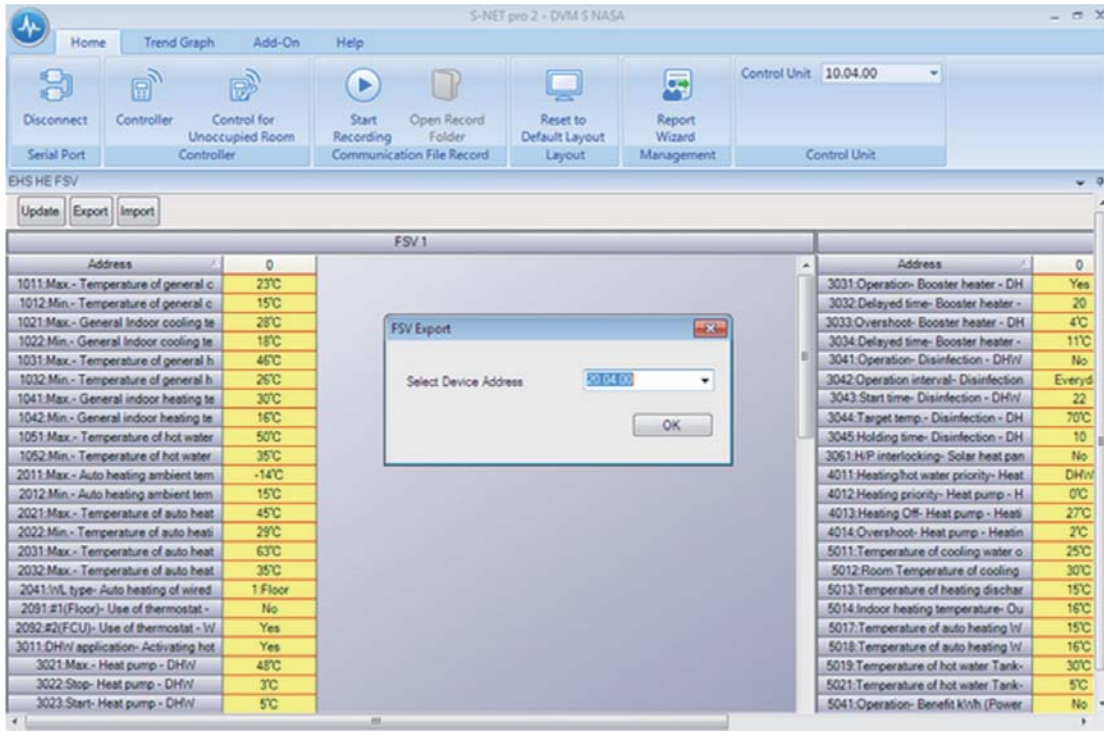 S-NET pro 2 - DVM S NASA
Home Trend Graph Add-On Help
Disconnect
Serial Port
Controller
Control for
Unoccupied Room
Controller
Start
Recording
Open Record
Folder
Communication File Record
Reset to
Default Layout
Layout
Report
Wizard
Management
Control Unit 10.04.00
Control Unit
EHS HE FSV
Update Export Import
FSV 1
Address 0
1011:Max.- Temperature of general c 23℃
1012:Min.- Temperature of general c 15℃
1021:Max.- General Indoor cooling te 28℃
1022:Min.- General Indoor cooling te 18℃
1031:Max.- Temperature of general h 46℃
1032:Min.- Temperature of general h 26℃
1041:Max.- General indoor heating te 30℃
1042:Min.- General indoor heating te 16℃
1051:Max.- Temperature of hot water 50℃
1052:Min.- Temperature of hot water 35℃
2011:Max.- Auto heating ambient tem -14℃
2012:Min.- Auto heating ambient tem 15℃
2021:Max.- Temperature of auto heat 45℃
2022:Min.- Temperature of auto heati 29℃
2031:Max.- Temperature of auto heat 63℃
2032:Max.- Temperature of auto heat 35℃
2041:WL type- Auto heating of wired 1:Floor
2091:#1(Floor)- Use of thermostat - No
2092:#2(FCU)- Use of thermostat - W Yes
3011:DHW application- Activating hot Yes
3021:Max.- Heat pump - DHW 48℃
3022:Stop- Heat pump - DHW 3℃
3023:Start- Heat pump - DHW 5℃
FSV Export
Select Device Address 20.04.00
OK
Address 0
3031:Operation- Booster heater - DH Yes
3032:Delayed time- Booster heater - 20
3033:Overshoot- Booster heater - DH 4℃
3034:Delayed time- Booster heater - 11℃
3041:Operation- Disinfection - DHW No
3042:Operation interval- Disinfection Everyd
3043:Start time- Disinfection - DHW 22
3044:Target temp.- Disinfection - DH 70℃
3045:Holding time- Disinfection - DH 10
3061:H/P interlocking- Solar heat pan No
4011:Heating/hot water priority- Heat DHW
4012:Heating priority- Heat pump - H 0℃
4013:Heating Off- Heat pump - Heati 27℃
4014:Overshoot- Heat pump - Heatin 2℃
5011:Temperature of cooling water o 25℃
5012:Room Temperature of cooling 30℃
5013:Temperature of heating dischar 15℃
5014:Indoor heating temperature- Ou 16℃
5017:Temperature of auto heating W 15℃
5018:Temperature of auto heating W 16℃
5019:Temperature of hot water Tank- 30℃
5021:Temperature of hot water Tank- 5℃
5041:Operation- Benefit kWh (Power No